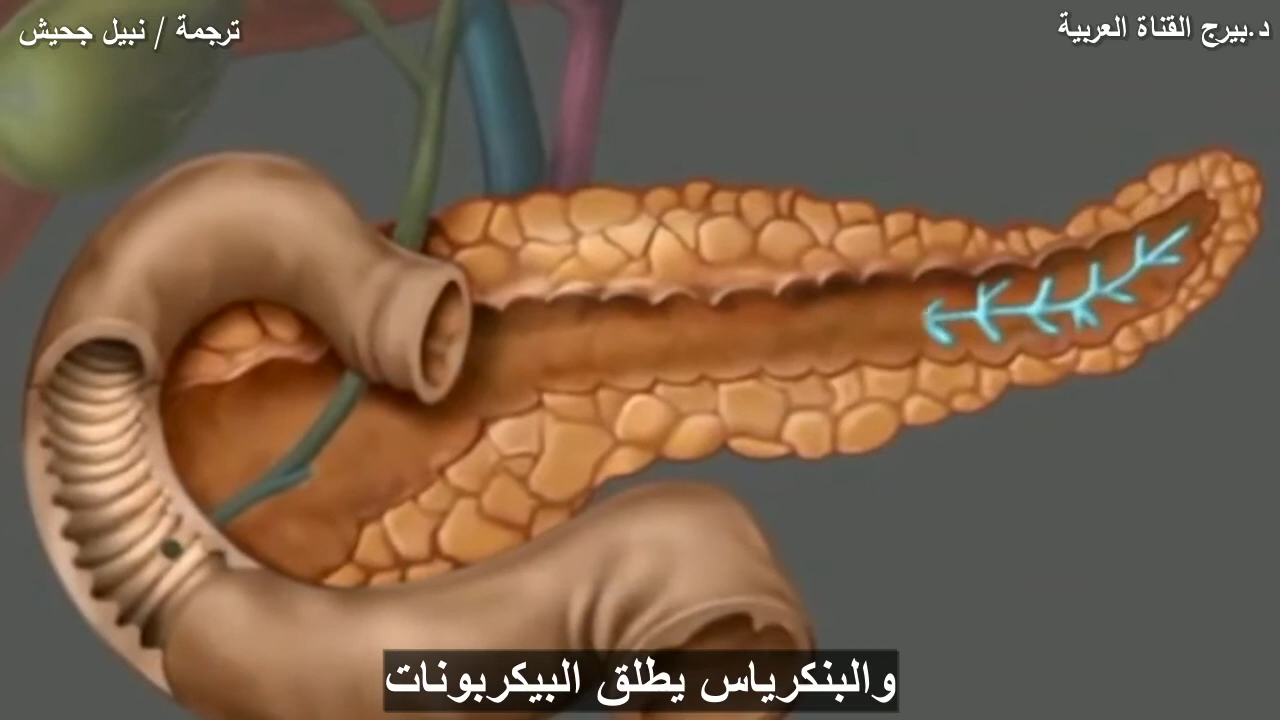 د.بيرج القناة العربية
ترجمة / نبيل جحيش
والبنكرياس يطلق البيكربونات